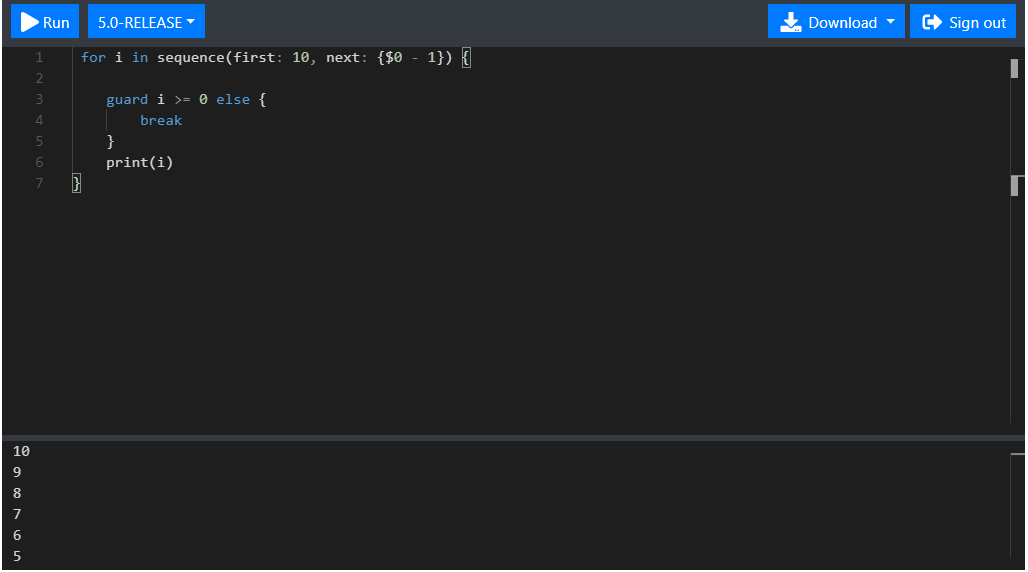 Run 5.0-RELEASE Download Sign out
1 for i in sequence(first: 10, next: {$0 - 1}) {
2
3 guard i >= 0 else {
4 break
5 }
6 print(i)
7 }
10
9
8
7
6
5